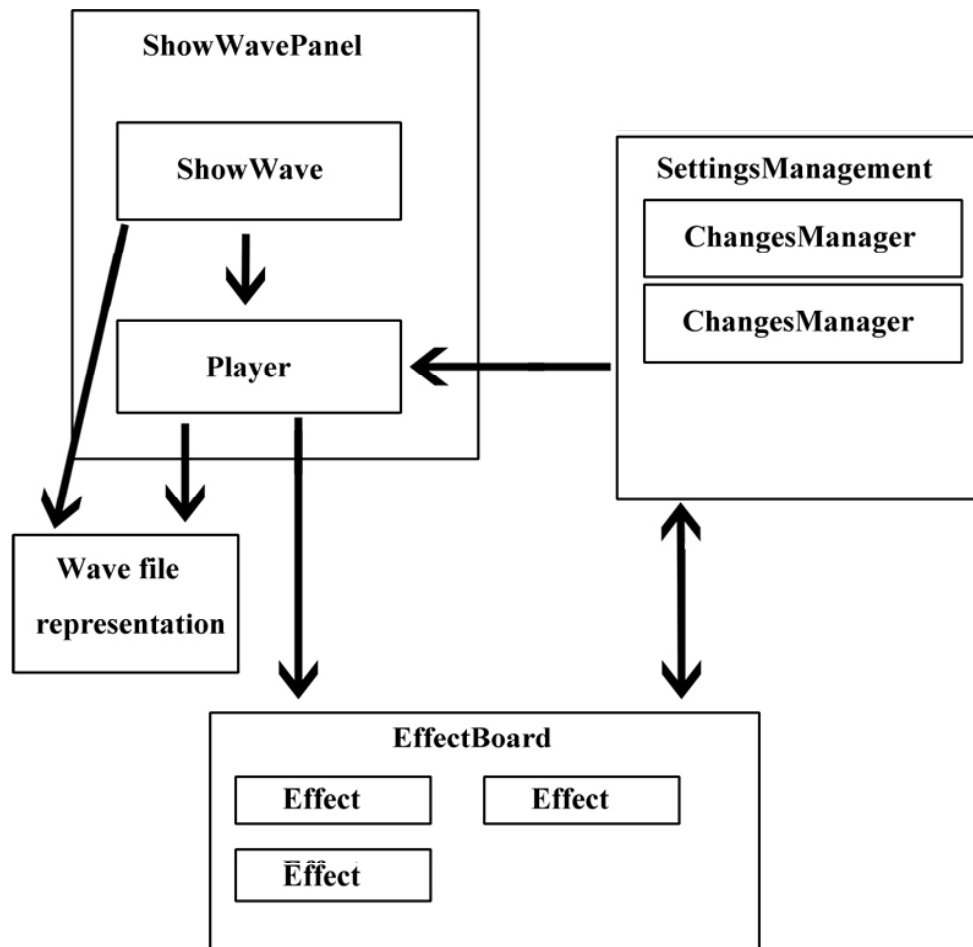 ShowWavePanel
ShowWave
Player
Wave file
representation
SettingsManagement
ChangesManager
ChangesManager
EffectBoard
Effect
Effect
Effect